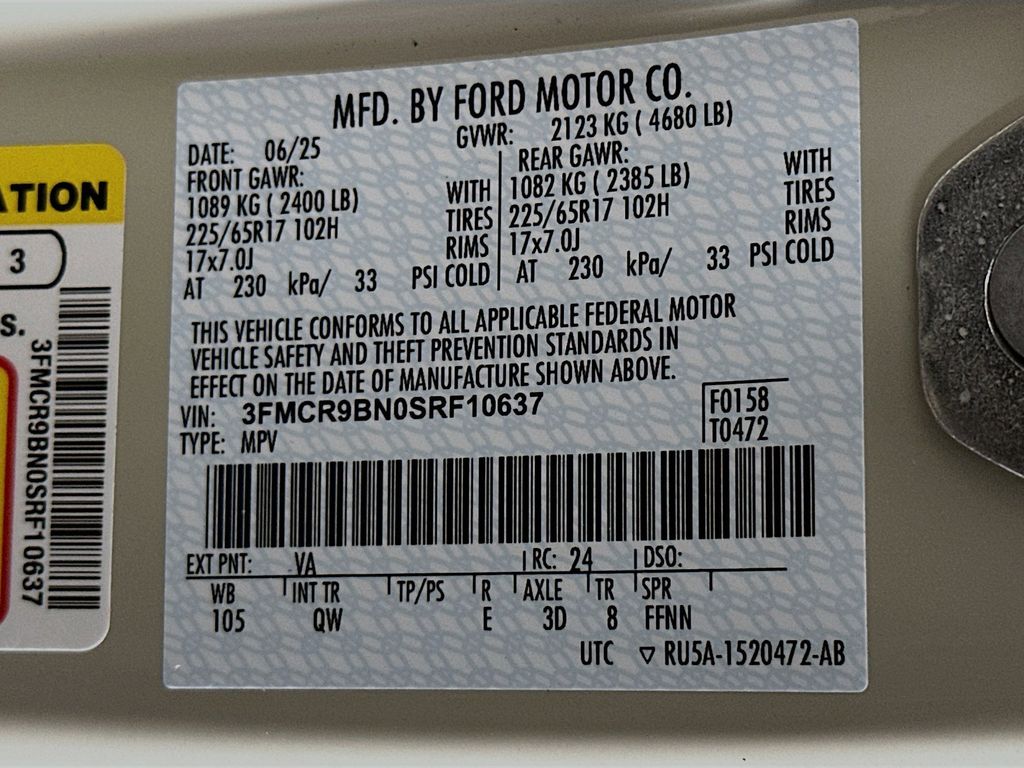 MFD. BY FORD MOTOR CO.
DATE: 06/25
GVWR: 2123 KG ( 4680 LB)
FRONT GAWR:
1089 KG ( 2400 LB) WITH
225/65R17 102H TIRES
17x7.0J RIMS
AT 230 kPa/ 33 PSI COLD
REAR GAWR:
1082 KG ( 2385 LB) WITH
225/65R17 102H TIRES
17x7.0J RIMS
AT 230 kPa/ 33 PSI COLD
THIS VEHICLE CONFORMS TO ALL APPLICABLE FEDERAL MOTOR
VEHICLE SAFETY AND THEFT PREVENTION STANDARDS IN
EFFECT ON THE DATE OF MANUFACTURE SHOWN ABOVE.
VIN: 3FMCR9BN0SRF10637
TYPE: MPV
F0158
T0472
EXT PNT: VA RC: 24 DSO:
WB INT TR TP/PS R AXLE TR SPR
105 QW E 3D 8 FFNN
UTC ▽ RU5A-1520472-AB
ATION
3
S.
3FMCR9BN0SRF10637